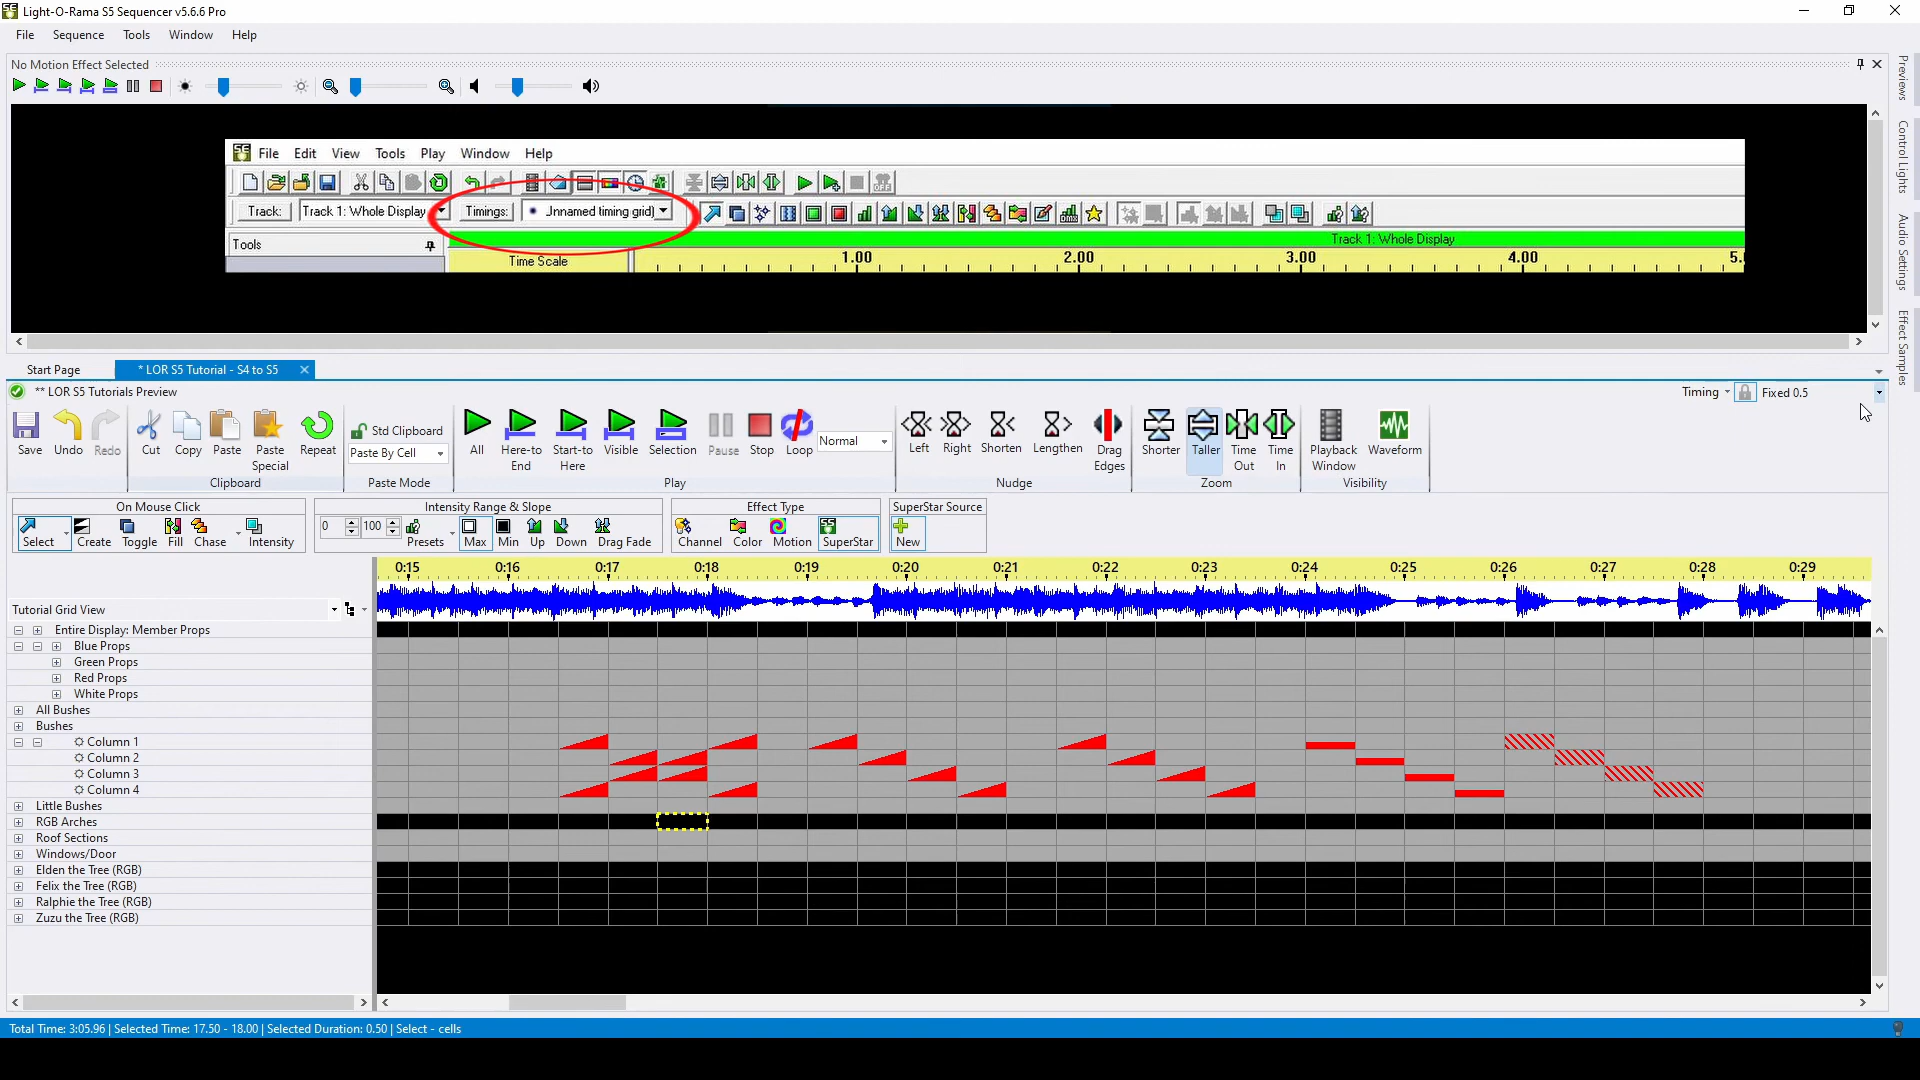 Light-O-Rama S5 Sequencer v5.6.6 Pro
File Sequence Tools Window Help
No Motion Effect Selected
File Edit View Tools Play Window Help
Track: Track 1: Whole Display Timings: Jnnamed timing grid)
Tools
Track 1: Whole Display
Time Scale 1.00 2.00 3.00 4.00 5.
Previews
Control Lights
Audio Settings
Effect Samples
Start Page * LOR S5 Tutorial - S4 to S5
** LOR S5 Tutorials Preview Timing Fixed 0.5
Save Undo Redo Cut Copy Paste Paste Special Repeat Std Clipboard Paste By Cell All Here-to End Start-to Here Visible Selection Pause Stop Loop Normal Left Right Shorten Lengthen Drag Edges Shorter Taller Time Out Time In Playback Window Waveform
Clipboard Paste Mode Play Nudge Zoom Visibility
On Mouse Click Intensity Range & Slope Effect Type SuperStar Source
0 100
Select Create Toggle Fill Chase Intensity Presets Max Min Up Down Drag Fade Channel Color Motion SuperStar New
0:15 0:16 0:17 0:18 0:19 0:20 0:21 0:22 0:23 0:24 0:25 0:26 0:27 0:28 0:29
Tutorial Grid View
Entire Display: Member Props
Blue Props
Green Props
Red Props
White Props
All Bushes
Bushes
Column 1
Column 2
Column 3
Column 4
Little Bushes
RGB Arches
Roof Sections
Windows/Door
Elden the Tree (RGB)
Felix the Tree (RGB)
Ralphie the Tree (RGB)
Zuzu the Tree (RGB)
Total Time: 3:05.96 | Selected Time: 17.50 - 18.00 | Selected Duration: 0.50 | Select - cells